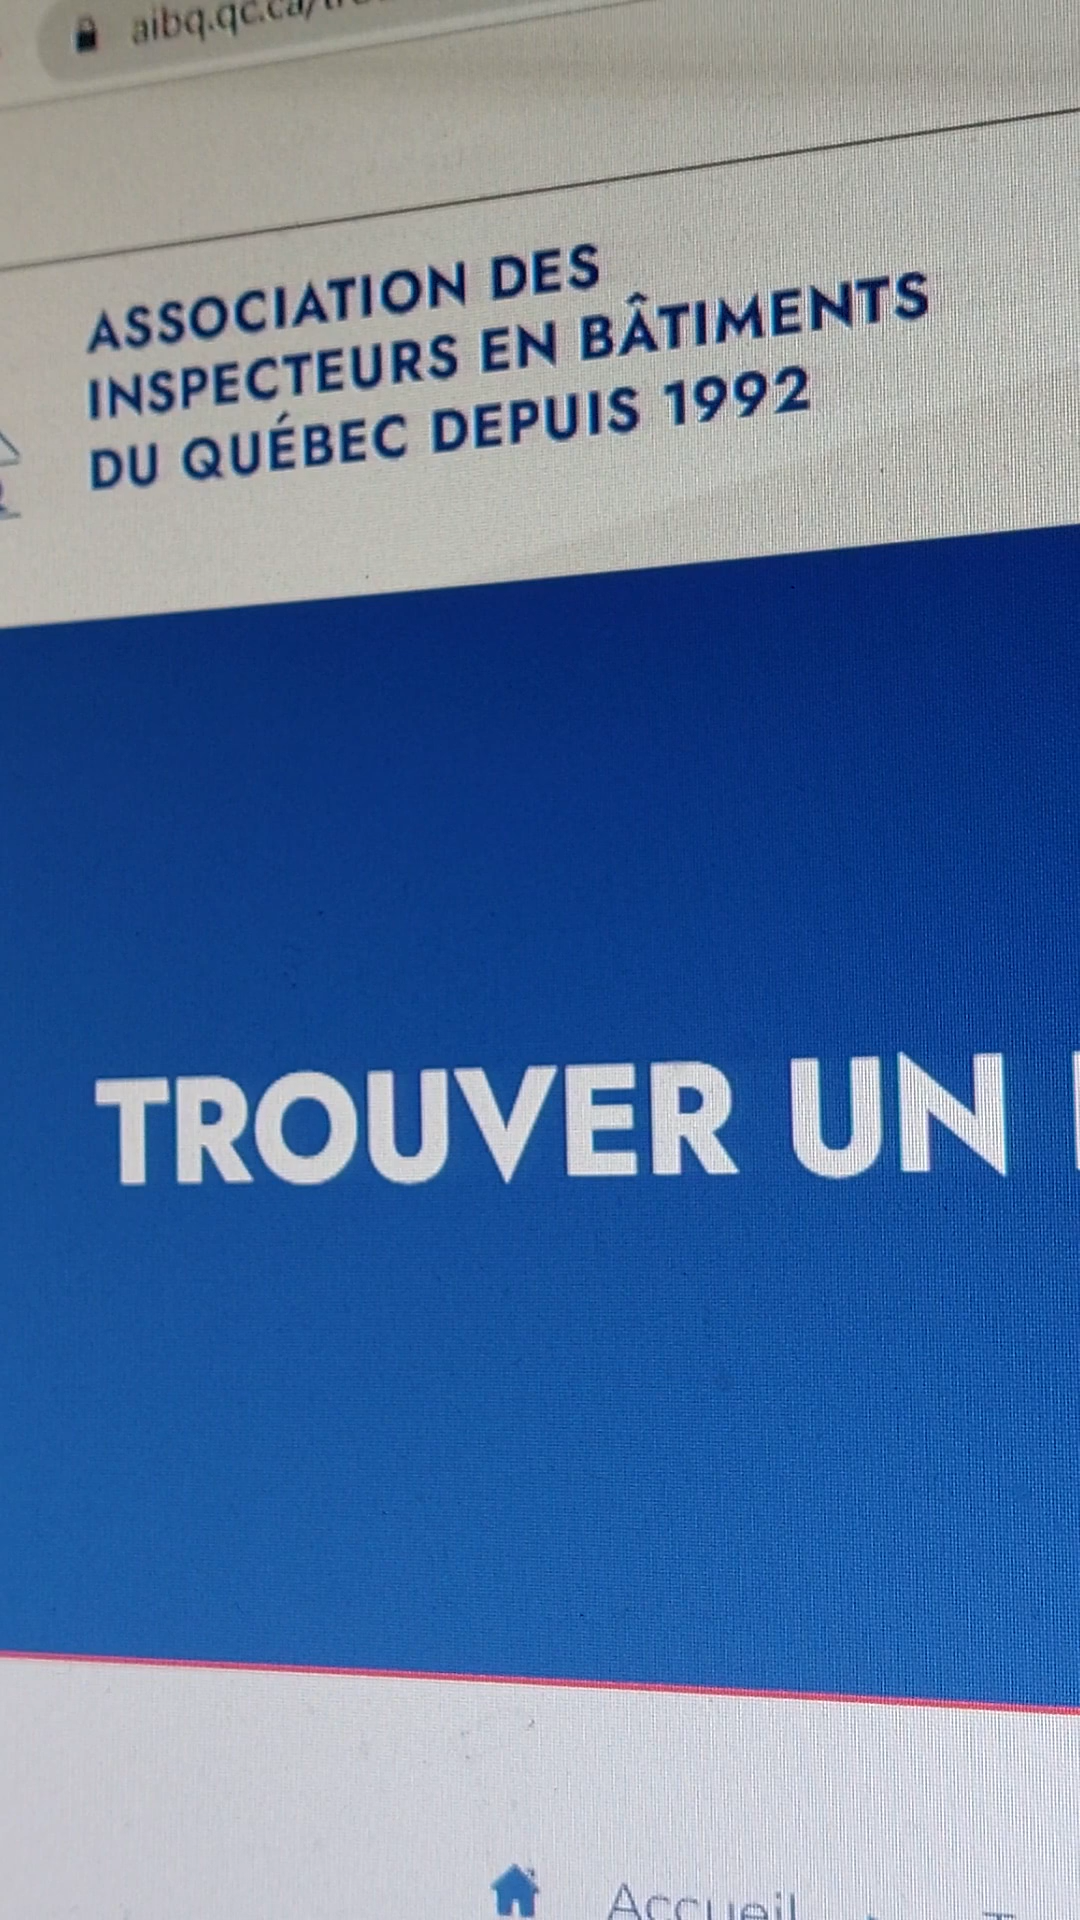 aibq.qc.ca/
ASSOCIATION DES
INSPECTEURS EN BÂTIMENTS
DU QUÉBEC DEPUIS 1992
TROUVER UN
Accueil